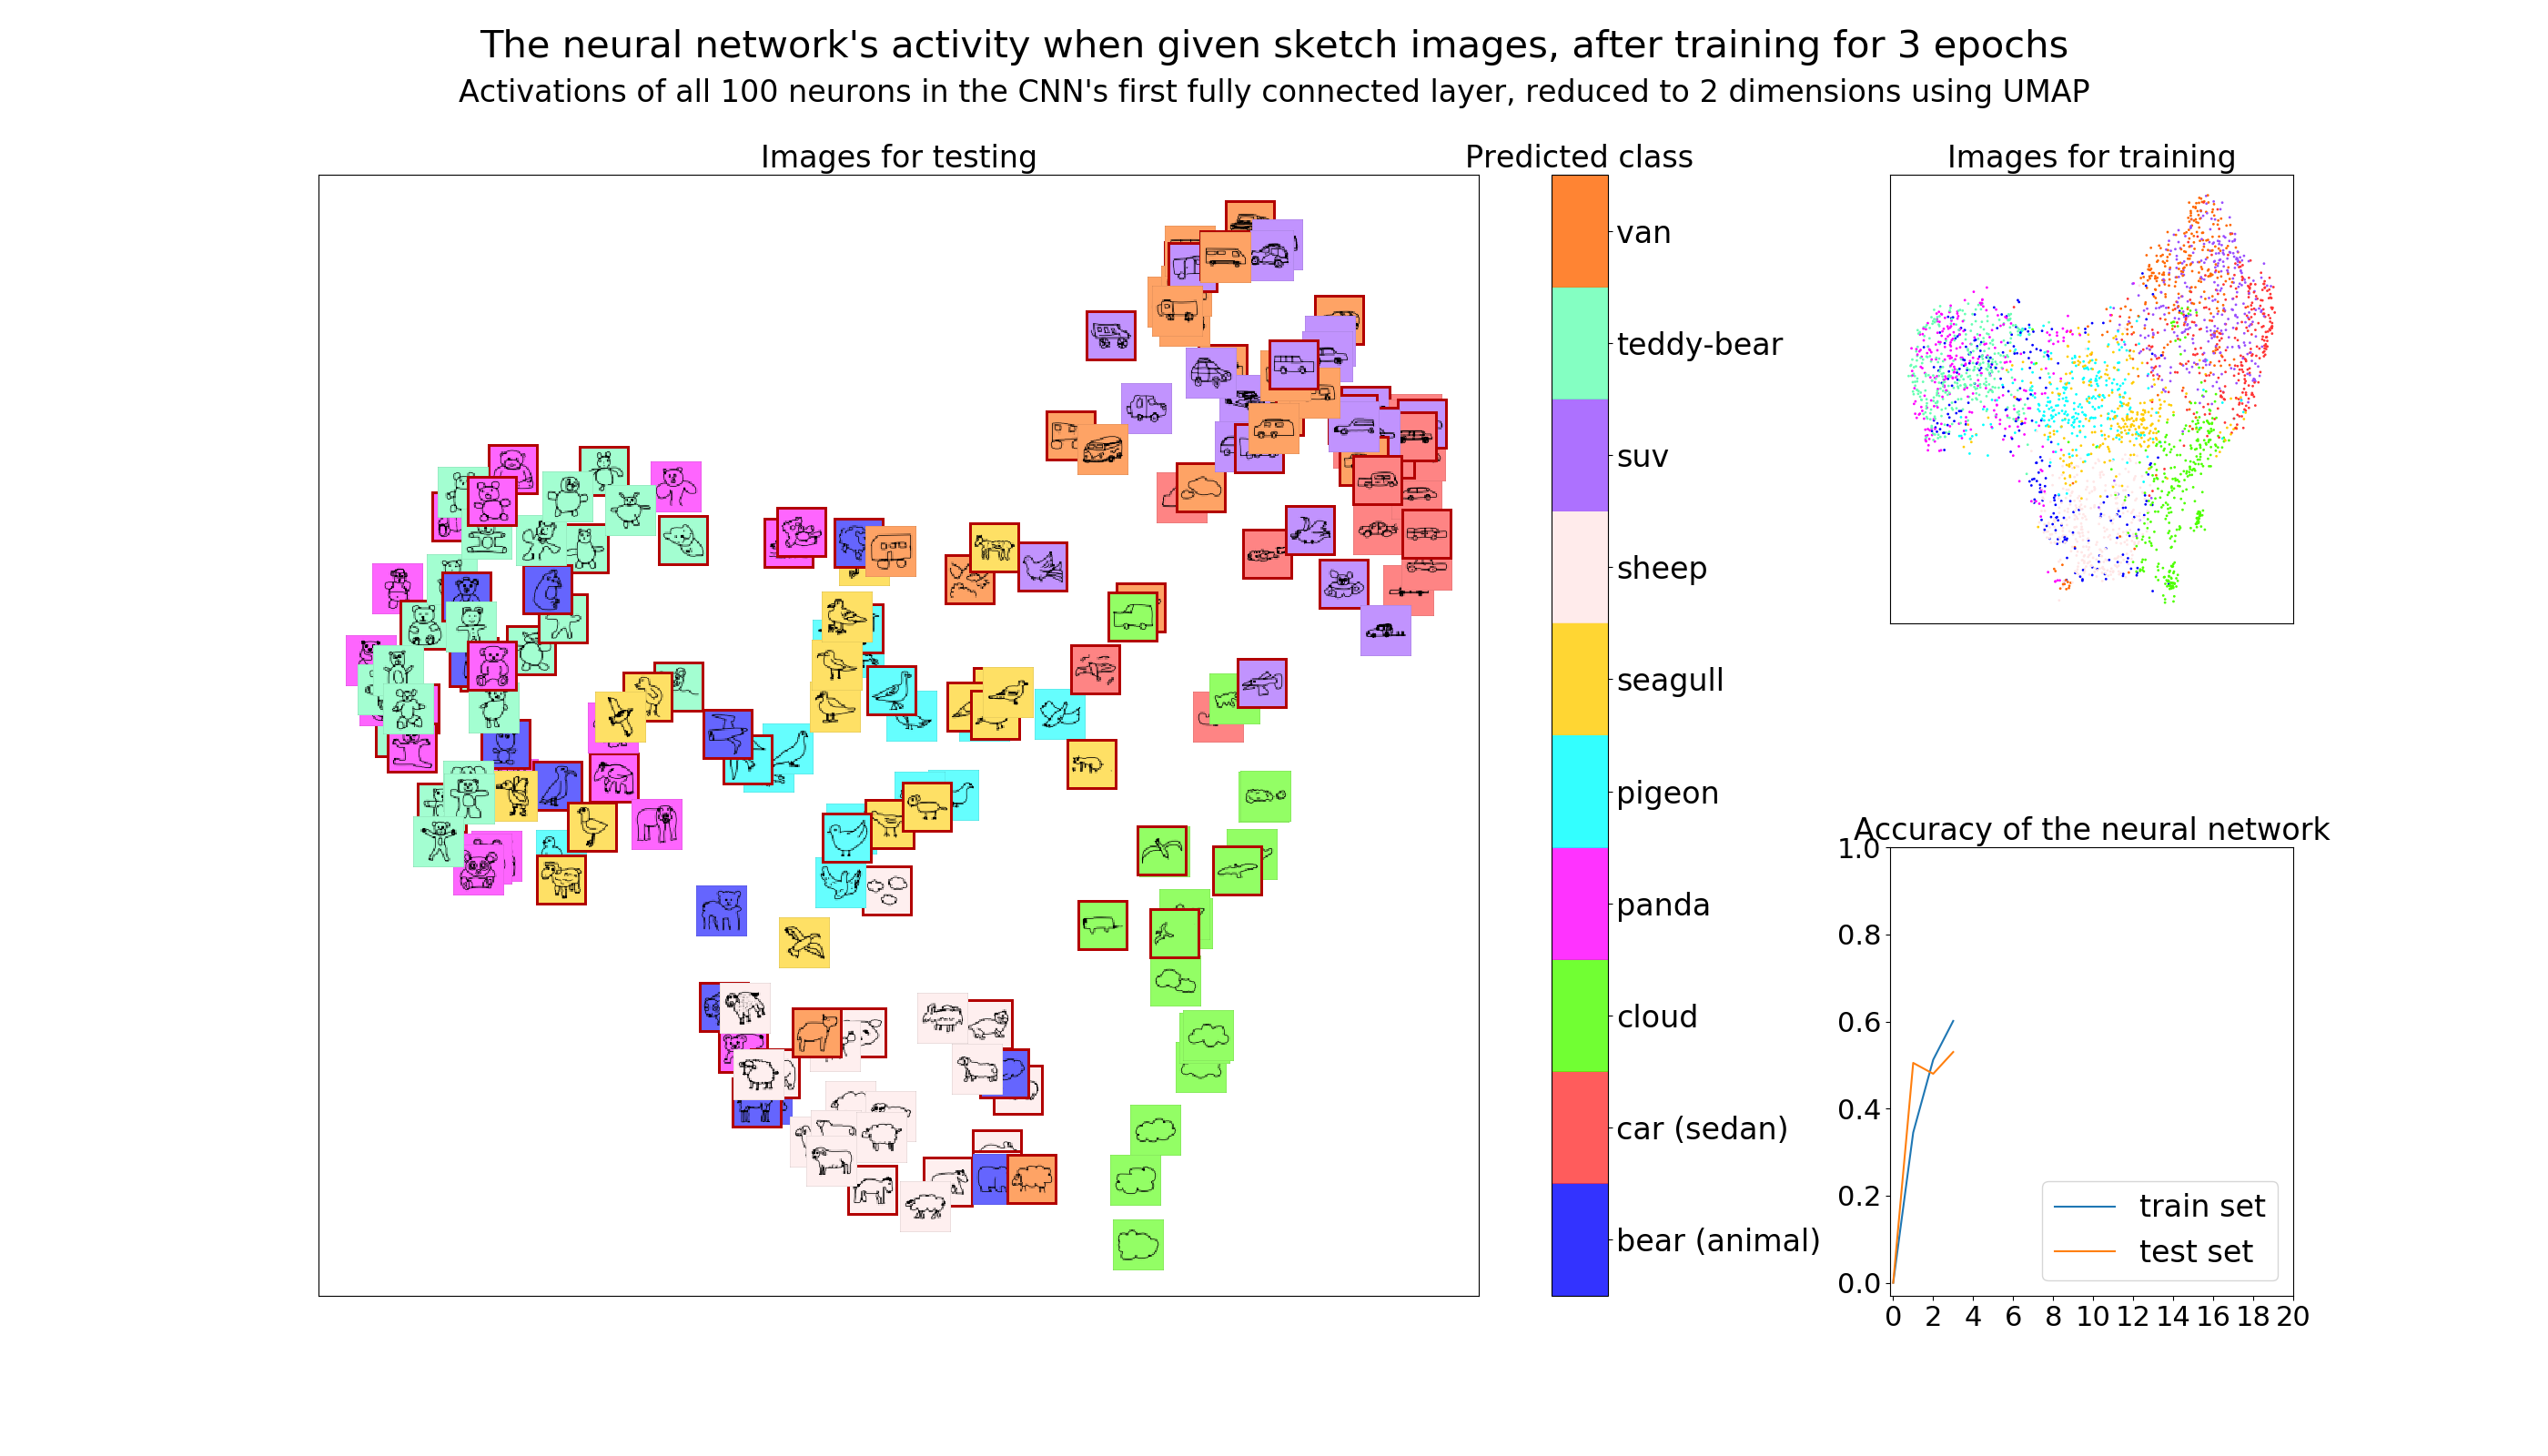 The neural network's activity when given sketch images, after training for 3 epochs
Activations of all 100 neurons in the CNN's first fully connected layer, reduced to 2 dimensions using UMAP
Images for testing
Predicted class
van
teddy-bear
suv
sheep
seagull
pigeon
panda
cloud
car (sedan)
bear (animal)
Images for training
Accuracy of the neural network
1.0
0.8
0.6
0.4
0.2
0.0
0 2 4 6 8 10 12 14 16 18 20
train set
test set